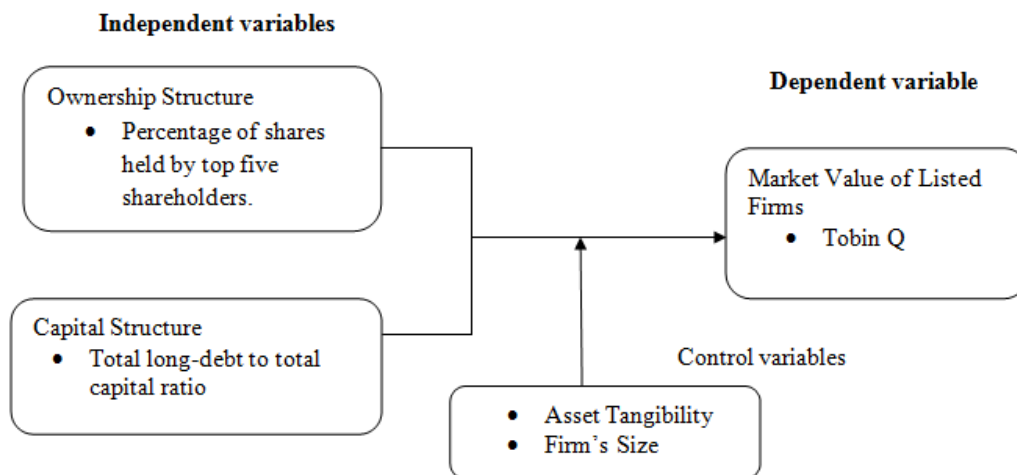 Independent variables
Ownership Structure
• Percentage of shares
held by top five
shareholders.
Capital Structure
• Total long-debt to total
capital ratio
Dependent variable
Market Value of Listed
Firms
• Tobin Q
Control variables
• Asset Tangibility
• Firm's Size